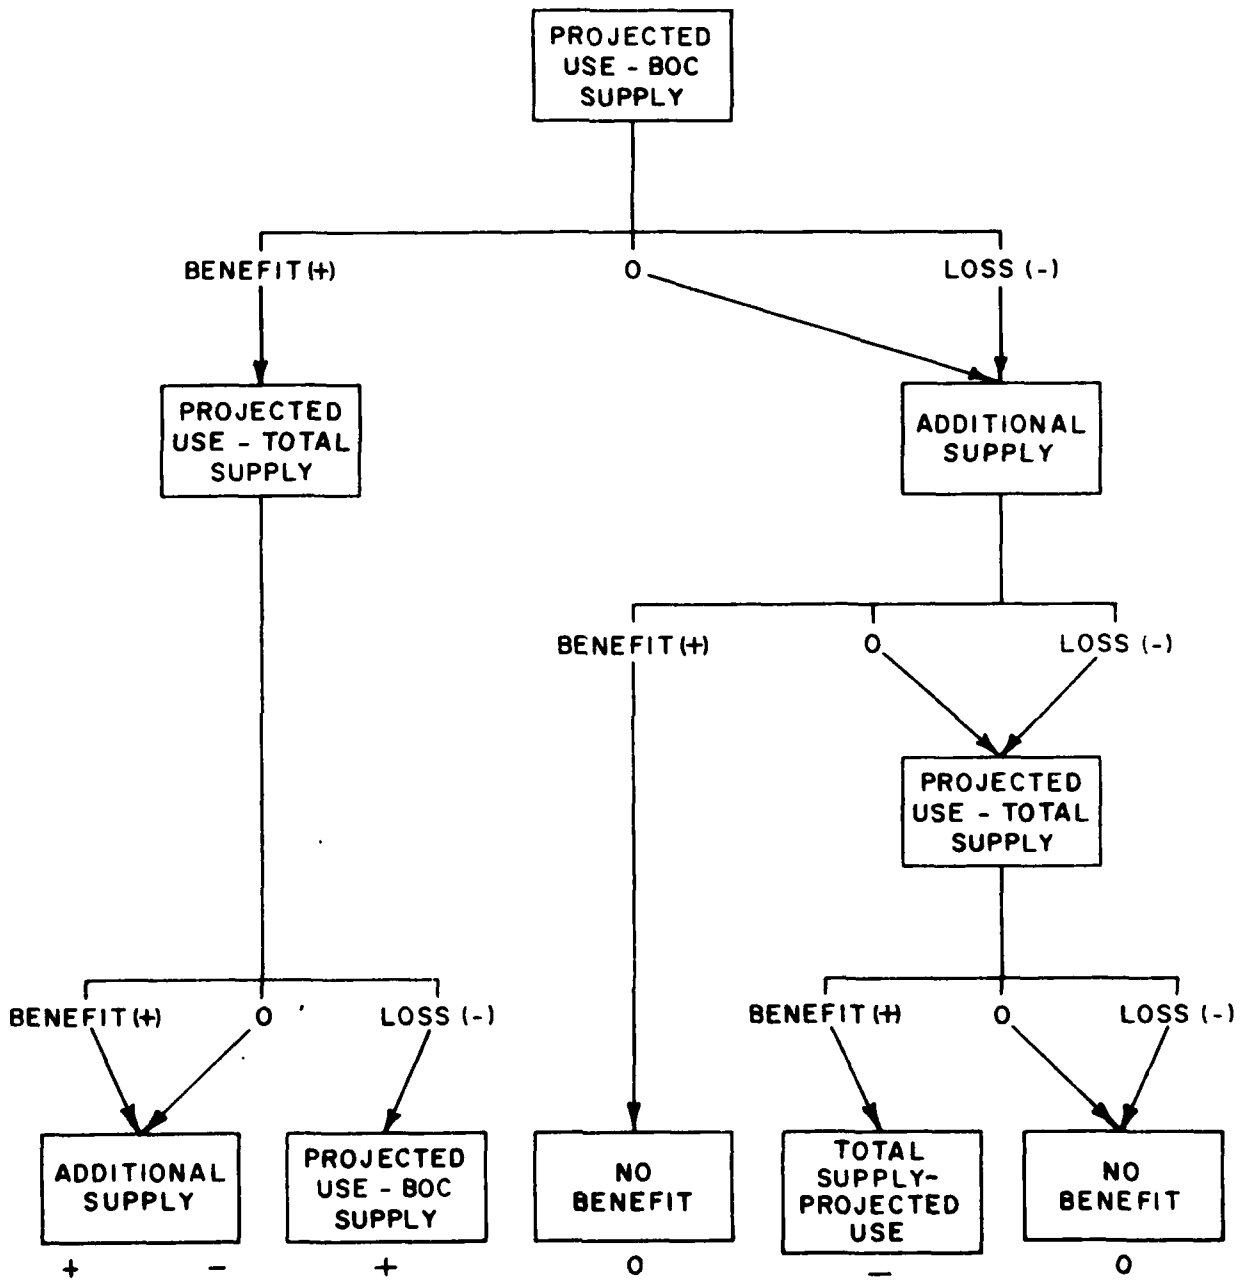 PROJECTED
USE - BOC
SUPPLY
BENEFIT (+)
O
LOSS (-)
PROJECTED
USE - TOTAL
SUPPLY
ADDITIONAL
SUPPLY
BENEFIT (+)
O
LOSS (-)
PROJECTED
USE - TOTAL
SUPPLY
BENEFIT (+)
O
LOSS (-)
BENEFIT (+)
O
LOSS (-)
ADDITIONAL
SUPPLY
PROJECTED
USE - BOC
SUPPLY
NO
BENEFIT
TOTAL
SUPPLY-
PROJECTED
USE
NO
BENEFIT
+ -
+
O
-
O